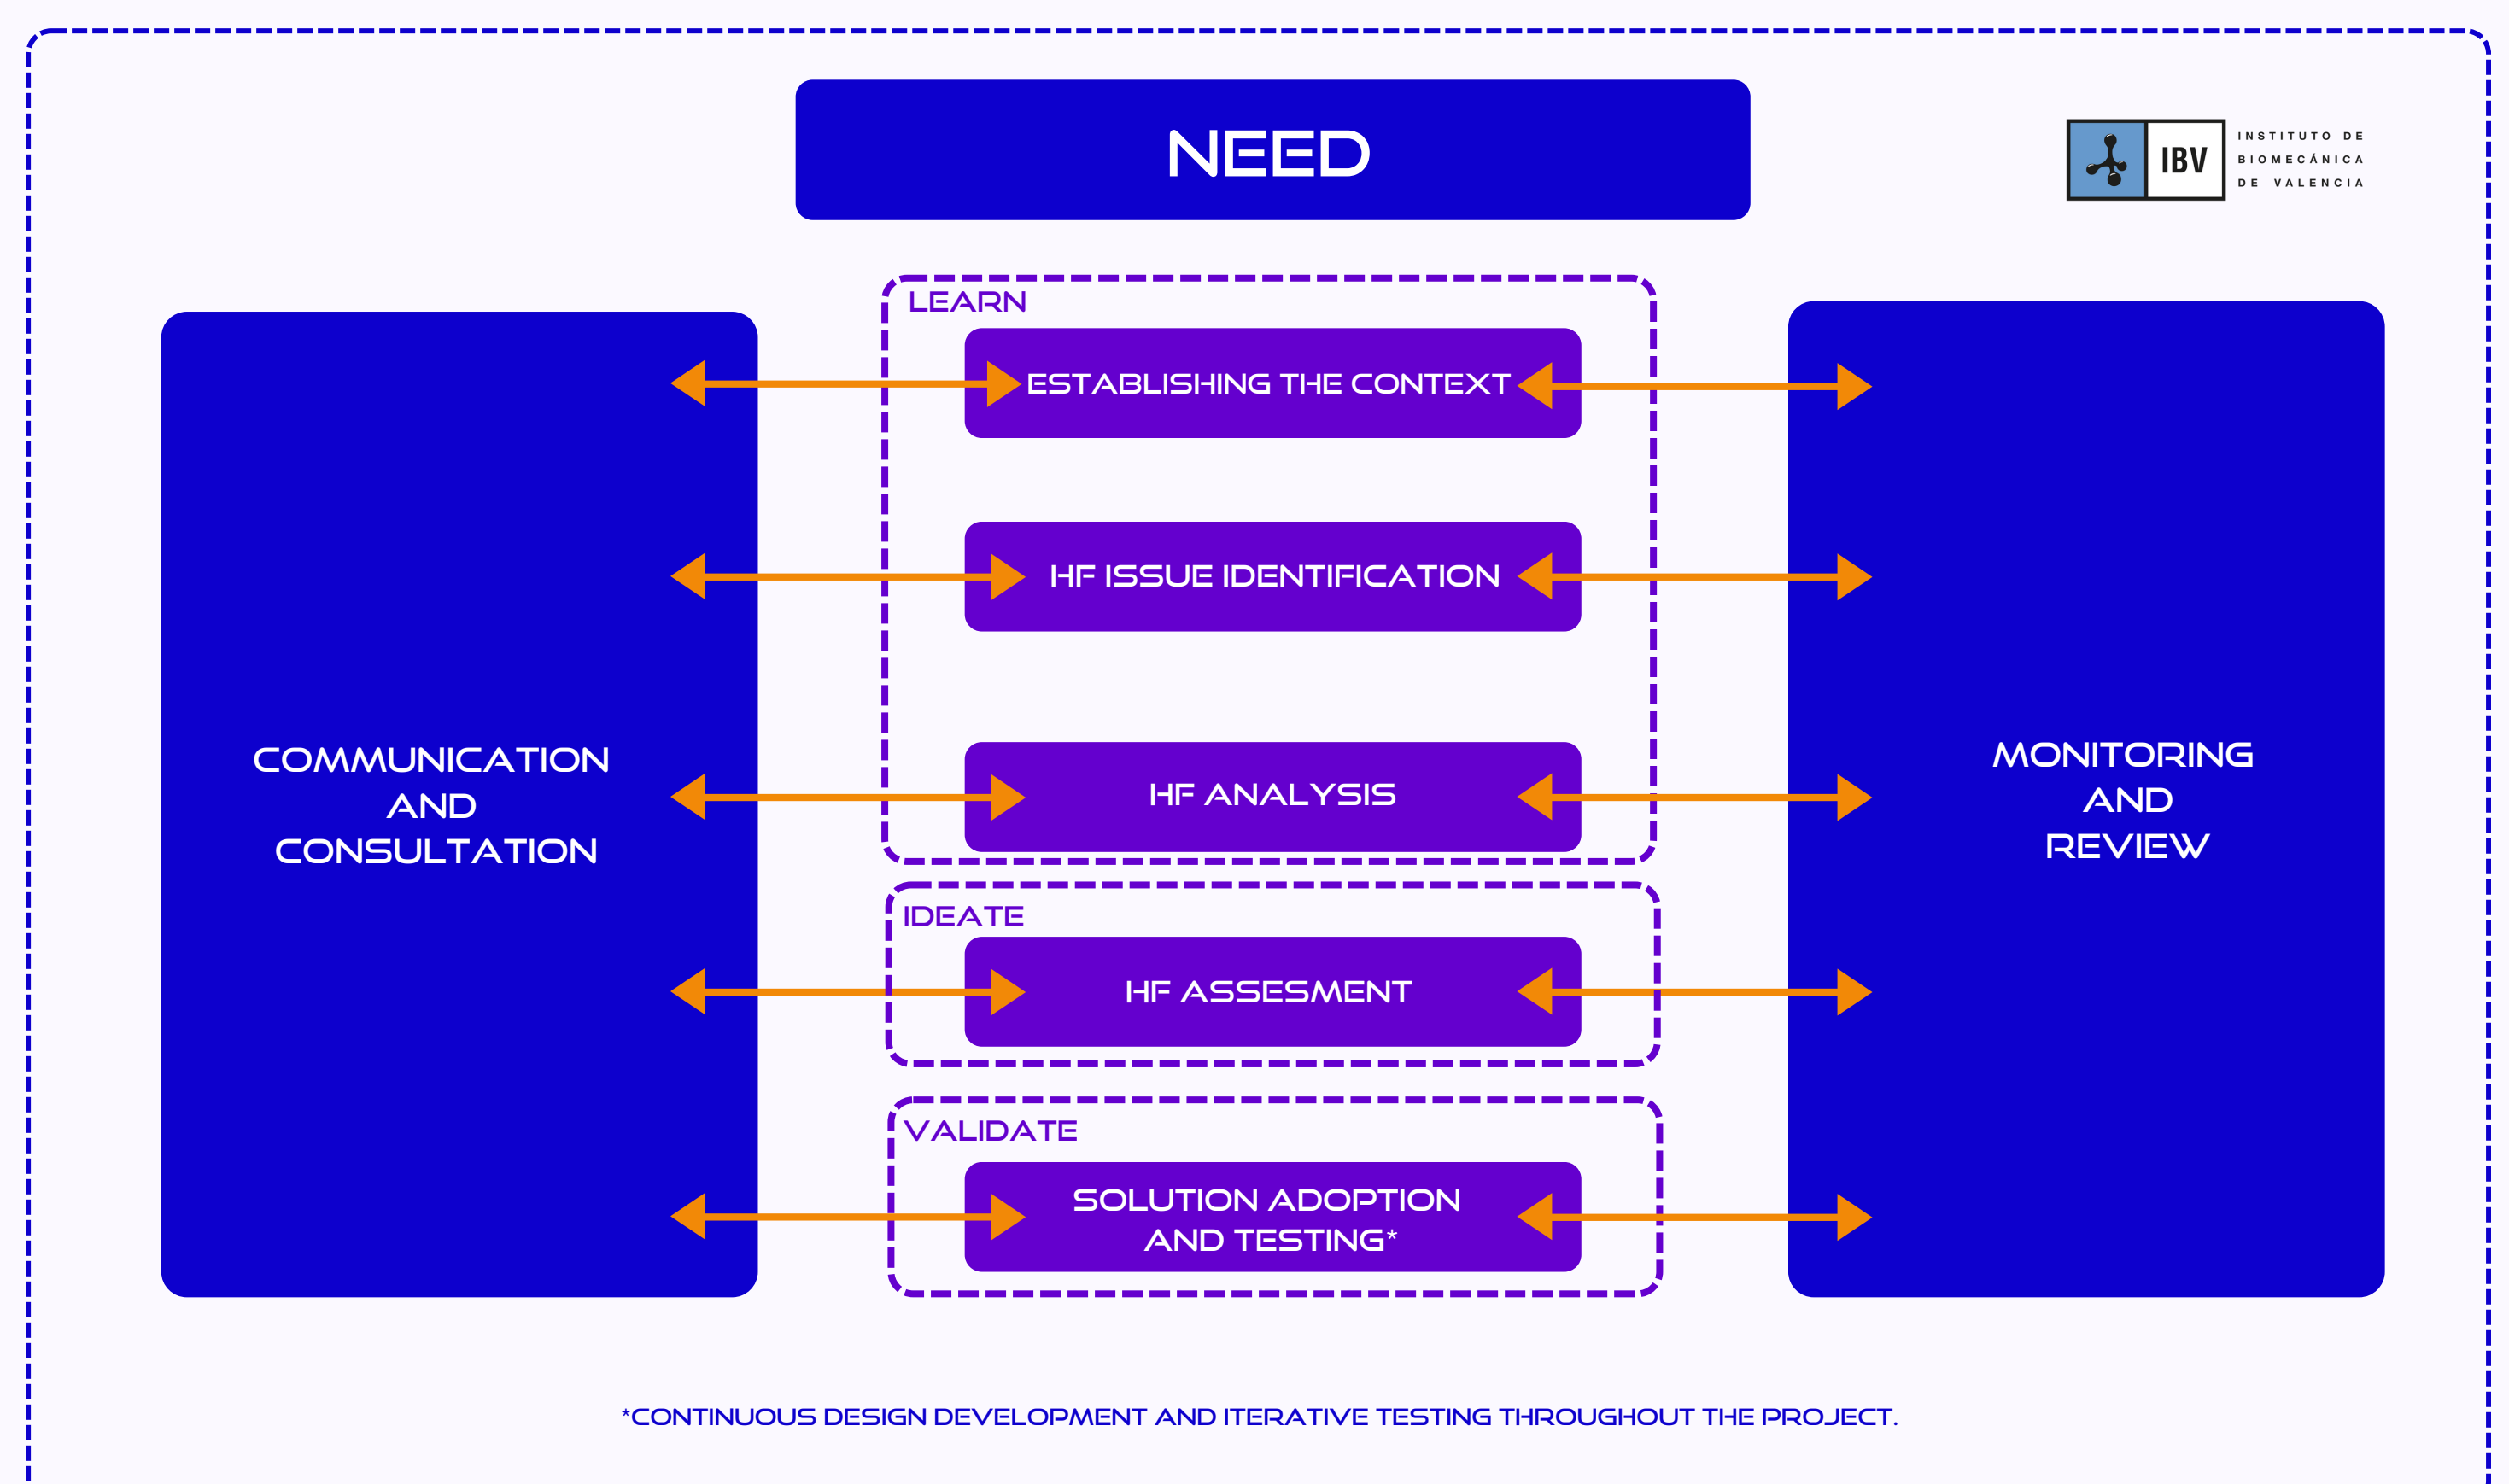 NEED
IBV
INSTITUTO DE
BIOMECÁNICA
DE VALENCIA
LEARN
ESTABLISHING THE CONTEXT
HF ISSUE IDENTIFICATION
HF ANALYSIS
COMMUNICATION
AND
CONSULTATION
MONITORING
AND
REVIEW
IDEATE
HF ASSESMENT
VALIDATE
SOLUTION ADOPTION
AND TESTING*
*CONTINUOUS DESIGN DEVELOPMENT AND ITERATIVE TESTING THROUGHOUT THE PROJECT.